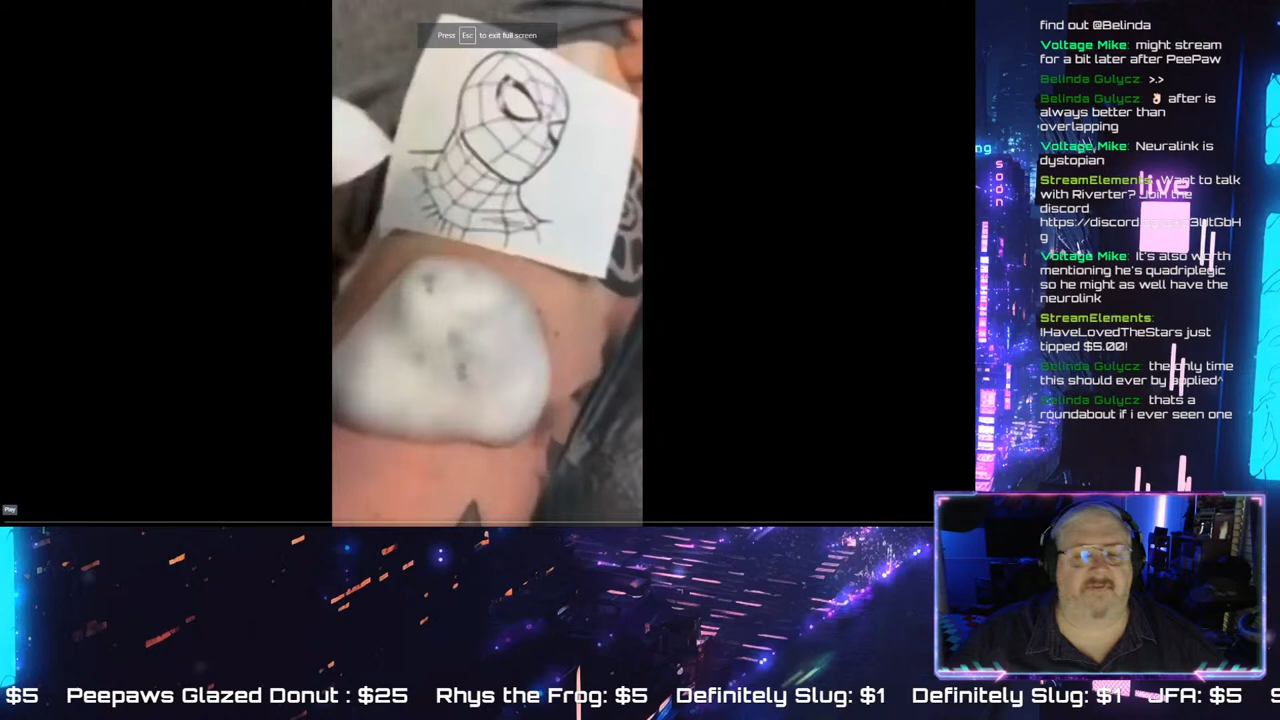 Press Esc to exit full screen
Play
find out @Belinda
Voltage Mike: might stream
for a bit later after PeePaw
Belinda Gulycz: >.>
Belinda Gulycz: 👌🏻 after is
always better than
overlapping
Voltage Mike: Neuralink is
dystopian
StreamElements: Want to talk
with Riverter? Join the
discord
g
Voltage Mike: It's also worth
mentioning he's quadriplegic
so he might as well have the
neurolink
StreamElements:
IHaveLovedTheStars just
tipped $5.00!
Belinda Gulycz: the only time
this should ever by applied^
Belinda Gulycz: thats a
roundabout if i ever seen one
live
ng
sodn
$5 Peepaws Glazed Donut : $25 Rhys the Frog: $5 Definitely Slug: $1 Definitely Slug: $1 JFA: $5 S